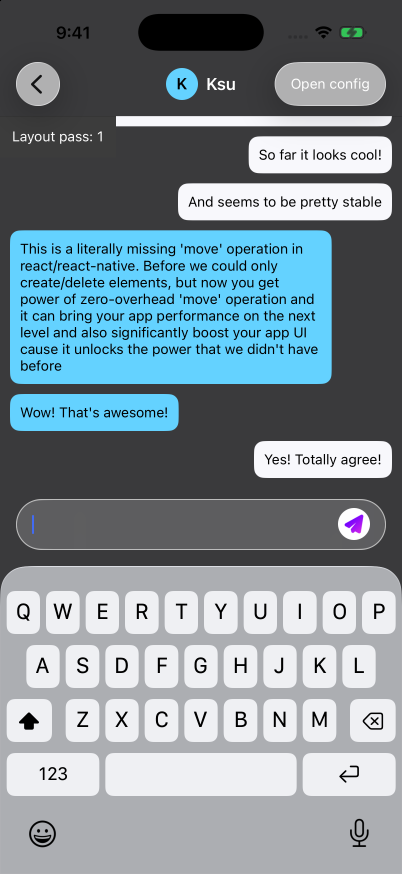 9:41
K Ksu
Open config
Layout pass: 1
So far it looks cool!
And seems to be pretty stable
This is a literally missing 'move' operation in
react/react-native. Before we could only
create/delete elements, but now you get
power of zero-overhead 'move' operation and
it can bring your app performance on the next
level and also significantly boost your app UI
cause it unlocks the power that we didn't have
before
Wow! That's awesome!
Yes! Totally agree!
Q W E R T Y U I O P
A S D F G H J K L
Z X C V B N M
123